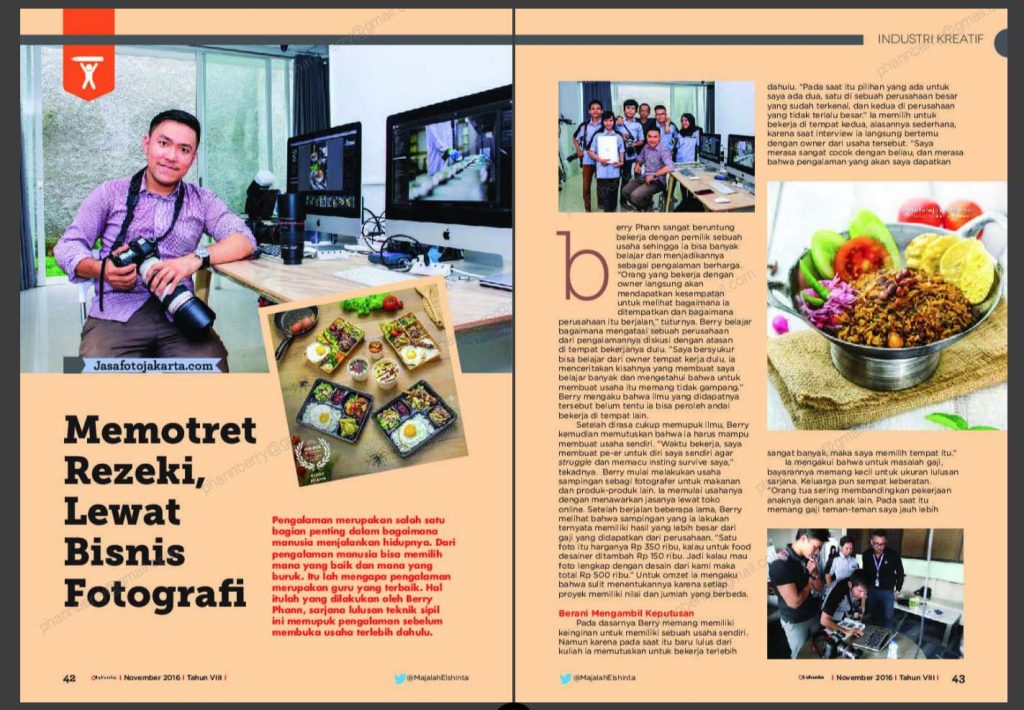 INDUSTRI KREATIF
Jasafotojakarta.com
Memotret
Rezeki,
Lewat
Bisnis
Fotografi
Pengalaman merupakan salah satu
bagian penting dalam bagaimana
manusia menjalankan hidupnya. Dari
pengalaman manusia bisa memilih
mana yang baik dan mana yang
buruk. Itu lah mengapa pengalaman
merupakan guru yang terbaik. Hal
itulah yang dilakukan oleh Berry
Phann, sarjana lulusan teknik sipil
ini memupuk pengalaman sebelum
membuka usaha terlebih dahulu.
42 Elshinta I November 2016 I Tahun VIII I
@MajalahElshinta
berry Phann sangat beruntung
bekerja dengan pemilik sebuah
usaha sehingga ia bisa banyak
belajar dan menjadikannya
sebagai pengalaman berharga.
"Orang yang bekerja dengan
owner langsung akan
mendapatkan kesempatan
untuk melihat bagaimana ia
ditempatkan dan bagaimana
perusahaan itu berjalan," tuturnya. Berry belajar
bagaimana mengatasi sebuah perusahaan
dari pengalamannya diskusi dengan atasan
di tempat bekerjanya dulu. "Saya bersyukur
bisa belajar dari owner tempat kerja dulu, ia
menceritakan kisahnya yang membuat saya
belajar banyak dan mengetahui bahwa untuk
membuat usaha itu memang tidak gampang,"
Berry mengaku bahwa ilmu yang didapatnya
tersebut belum tentu ia bisa peroleh andai
bekerja di tempat lain.
Setelah dirasa cukup memupuk ilmu, Berry
kemudian memutuskan bahwa ia harus mampu
membuat usaha sendiri. "Waktu bekerja, saya
membuat pe-er untuk diri saya sendiri agar
struggle dan memacu insting survive saya,"
tekadnya. Berry mulai melakukan usaha
sampingan sebagai fotografer untuk makanan
dan produk-produk lain. Ia memulai usahanya
dengan menawarkan jasanya lewat toko
online. Setelah berjalan beberapa lama, Berry
melihat bahwa sampingan yang ia lakukan
ternyata memiliki hasil yang lebih besar dari
gaji yang didapatkan dari perusahaan. "Satu
foto itu harganya Rp 350 ribu, kalau untuk food
desainer ditambah Rp 150 ribu. Jadi kalau mau
foto lengkap dengan desain dari kami maka
total Rp 500 ribu." Untuk omzet ia mengaku
bahwa sulit menentukannya karena setiap
proyek memiliki nilai dan jumlah yang berbeda.
Berani Mengambil Keputusan
Pada dasarnya Berry memang memiliki
keinginan untuk memiliki sebuah usaha sendiri.
Namun karena pada saat itu baru lulus dari
kuliah ia memutuskan untuk bekerja terlebih
dahulu. "Pada saat itu pilihan yang ada untuk
saya ada dua, satu di sebuah perusahaan besar
yang sudah terkenal, dan kedua di perusahaan
yang tidak terlalu besar." Ia memilih untuk
bekerja di tempat kedua, alasannya sederhana,
karena saat interview ia langsung bertemu
dengan owner dari usaha tersebut. "Saya
merasa sangat cocok dengan beliau, dan merasa
bahwa pengalaman yang akan saya dapatkan
sangat banyak, maka saya memilih tempat itu."
Ia mengakui bahwa untuk masalah gaji,
bayarannya memang kecil untuk ukuran lulusan
sarjana. Keluarga pun sempat keberatan.
"Orang tua sering membandingkan pekerjaan
anaknya dengan anak lain. Pada saat itu
memang gaji teman-teman saya jauh lebih
@MajalahElshinta
Elshinta I November 2016 I Tahun VIII I 43
phannberry@gmail.com